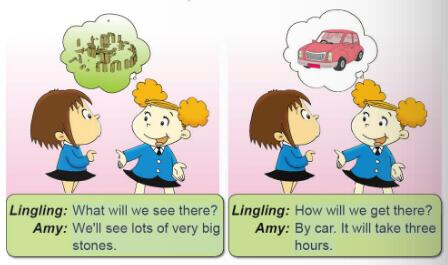 Lingling: What will we see there?
Amy: We'll see lots of very big
stones.
Lingling: How will we get there?
Amy: By car. It will take three
hours.